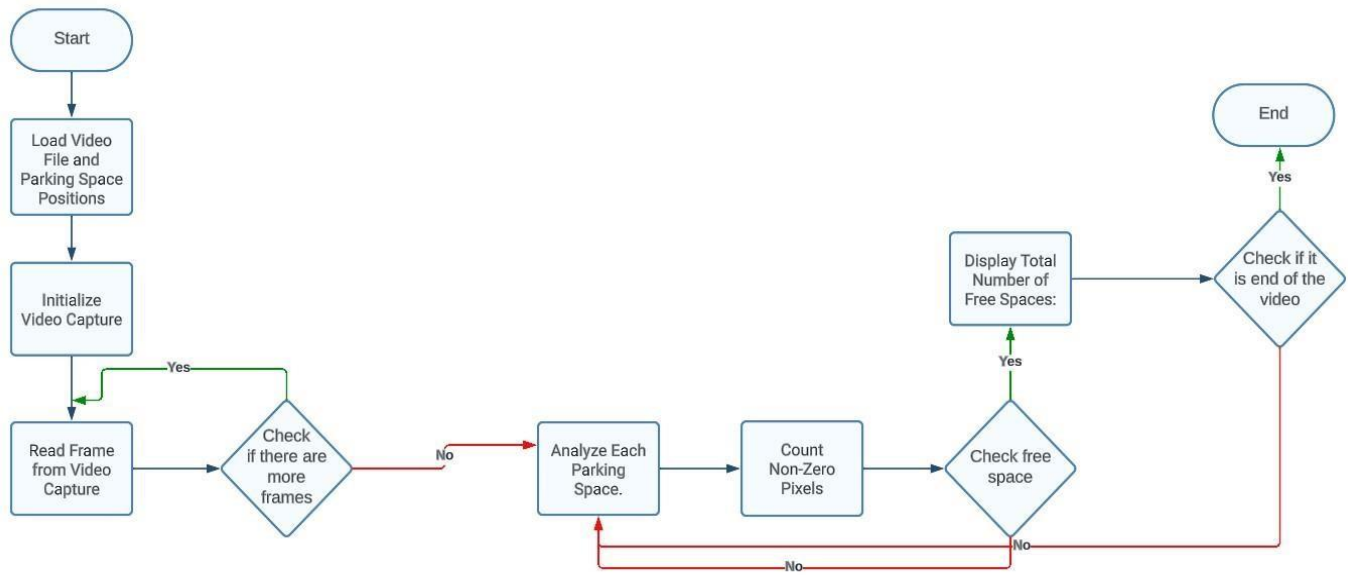 Start
Load Video
File and
Parking Space
Positions
Initialize
Video Capture
Yes
Read Frame
from Video
Capture
Check
if there are
more
frames
No
Analyze Each
Parking
Space.
Count
Non-Zero
Pixels
Check free
space
Yes
No
Display Total
Number of
Free Spaces:
Check if it
is end of the
video
Yes
No
End